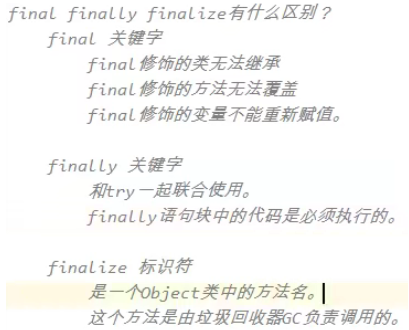 final finally finalize有什么区别？
final 关键字
final修饰的类无法继承
final修饰的方法无法覆盖
final修饰的变量不能重新赋值。
finally 关键字
和try一起联合使用。
finally语句块中的代码是必须执行的。
finalize 标识符
是一个Object类中的方法名。
这个方法是由垃圾回收器GC负责调用的。